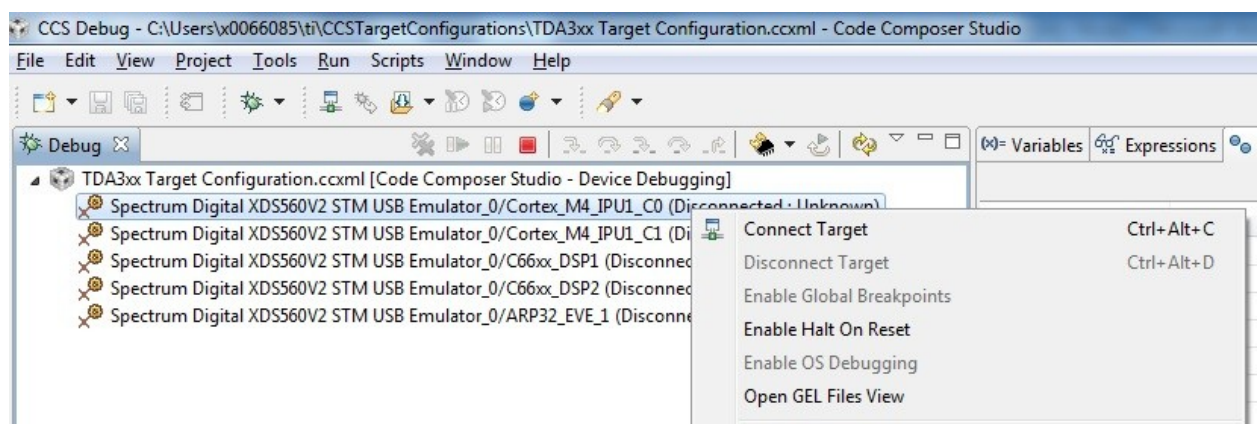 CCS Debug - C:\Users\x0066085\ti\CCSTargetConfigurations\TDA3xx Target Configuration.ccxml - Code Composer Studio
File Edit View Project Tools Run Scripts Window Help
Debug
(x)= Variables Expressions
TDA3xx Target Configuration.ccxml [Code Composer Studio - Device Debugging]
Spectrum Digital XDS560V2 STM USB Emulator_0/Cortex_M4_IPU1_C0 (Disconnected : Unknown)
Spectrum Digital XDS560V2 STM USB Emulator_0/Cortex_M4_IPU1_C1 (Di
Spectrum Digital XDS560V2 STM USB Emulator_0/C66xx_DSP1 (Disconnec
Spectrum Digital XDS560V2 STM USB Emulator_0/C66xx_DSP2 (Disconnec
Spectrum Digital XDS560V2 STM USB Emulator_0/ARP32_EVE_1 (Disconne
Connect Target Ctrl+Alt+C
Disconnect Target Ctrl+Alt+D
Enable Global Breakpoints
Enable Halt On Reset
Enable OS Debugging
Open GEL Files View